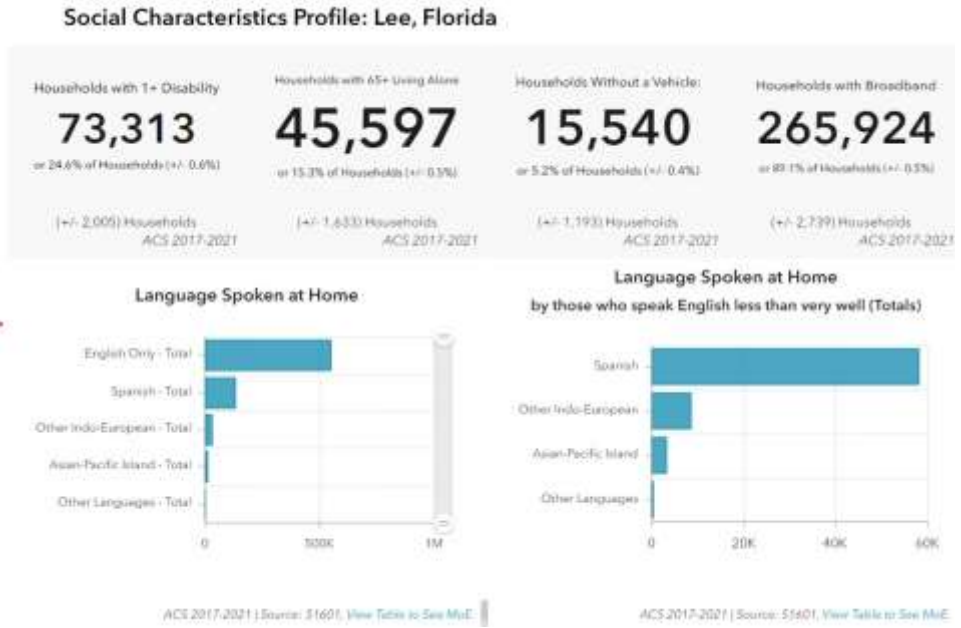 Social Characteristics Profile: Lee, Florida
Households with 1+ Disability
73,313
or 24.6% of Households (+/- 0.6%)
(+/- 2,005) Households
ACS 2017-2021
Households with 65+ Living Alone
45,597
or 15.3% of Households (+/- 0.5%)
(+/- 1,633) Households
ACS 2017-2021
Households Without a Vehicle:
15,540
or 5.2% of Households (+/- 0.4%)
(+/- 1,193) Households
ACS 2017-2021
Households with Broadband
265,924
or 89.1% of Households (+/- 0.5%)
(+/- 2,739) Households
ACS 2017-2021
Language Spoken at Home
English Only - Total
Spanish - Total
Other Indo-European - Total
Asian-Pacific Island - Total
Other Languages - Total
0 500K 1M
ACS 2017-2021 | Source: S1601, View Table to See MoE
Language Spoken at Home
by those who speak English less than very well (Totals)
Spanish
Other Indo-European
Asian-Pacific Island
Other Languages
0 20K 40K 60K
ACS 2017-2021 | Source: S1601, View Table to See MoE